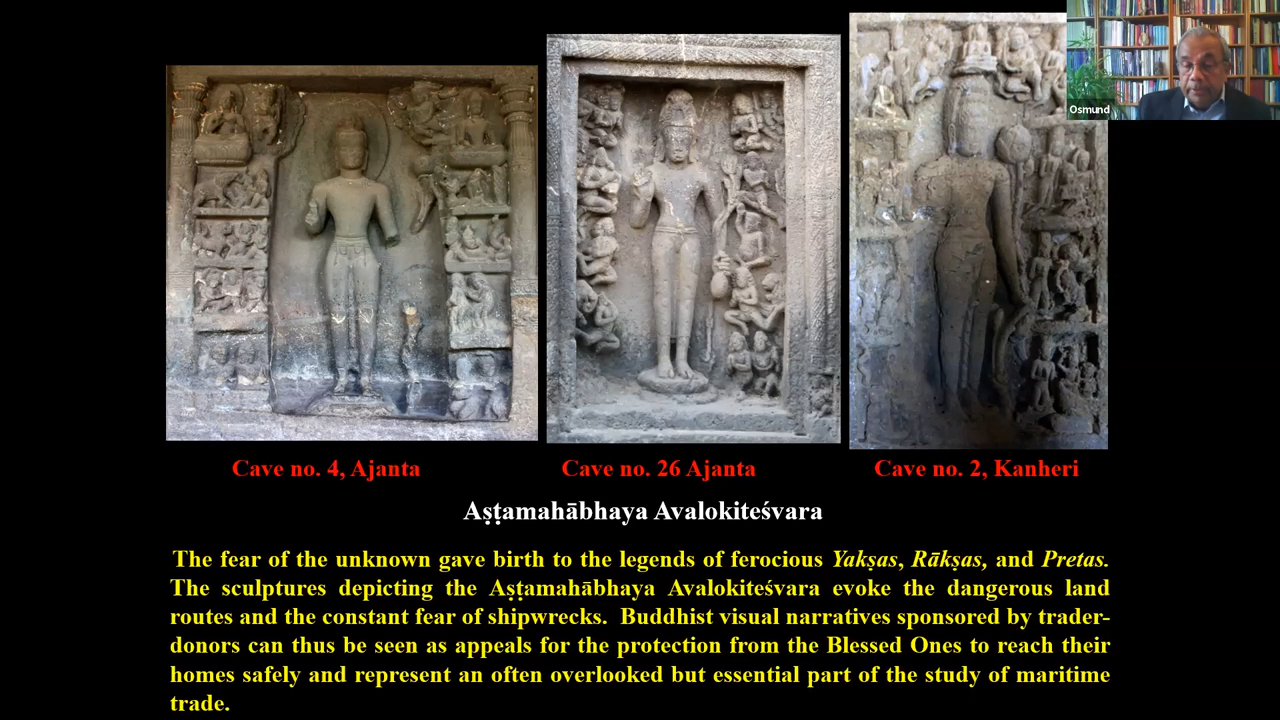 Osmund
Cave no. 4, Ajanta
Cave no. 26 Ajanta
Cave no. 2, Kanheri
Aṣṭamahābhaya Avalokiteśvara
The fear of the unknown gave birth to the legends of ferocious Yakṣas, Rākṣas, and Pretas.
The sculptures depicting the Aṣṭamahābhaya Avalokiteśvara evoke the dangerous land
routes and the constant fear of shipwrecks. Buddhist visual narratives sponsored by trader-
donors can thus be seen as appeals for the protection from the Blessed Ones to reach their
homes safely and represent an often overlooked but essential part of the study of maritime
trade.